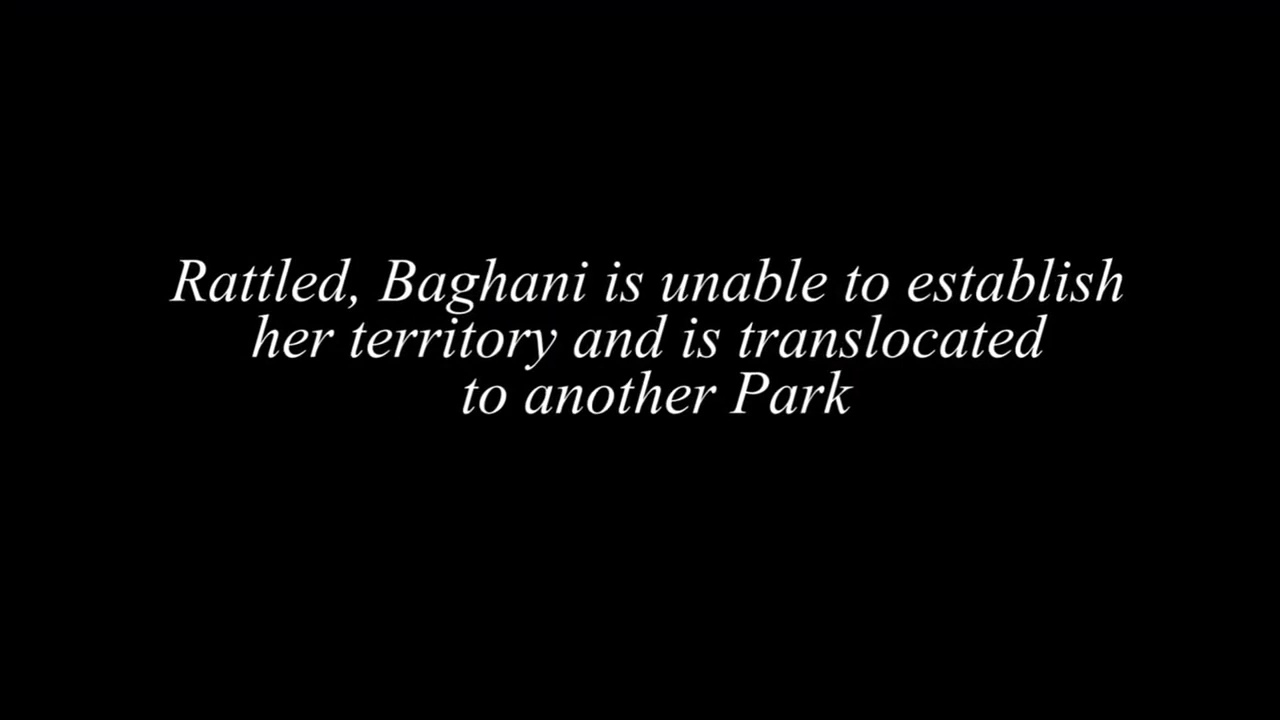 Rattled, Baghani is unable to establish
her territory and is translocated
to another Park